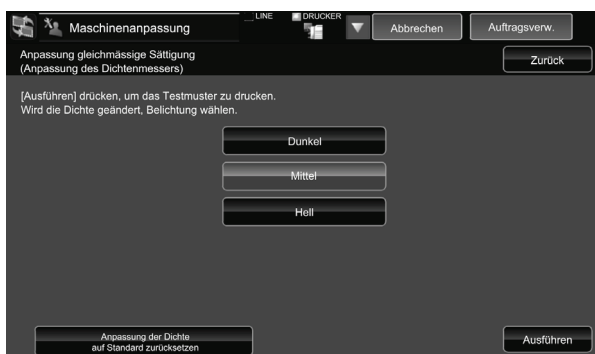 Maschinenanpassung
LINE
DRUCKER
Abbrechen
Auftragsverw.
Anpassung gleichmässige Sättigung
(Anpassung des Dichtenmessers)
Zurück
[Ausführen] drücken, um das Testmuster zu drucken.
Wird die Dichte geändert, Belichtung wählen.
Dunkel
Mittel
Hell
Anpassung der Dichte
auf Standard zurücksetzen
Ausführen